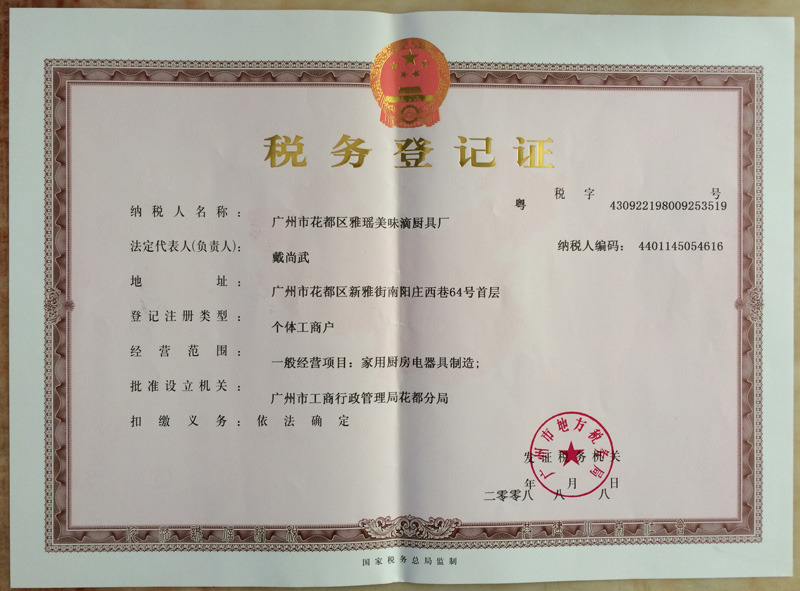 税务登记证
税 字 号
粤 430922198009253519
纳税人名称：广州市花都区雅瑶美味滴厨具厂
法定代表人(负责人)：戴尚武
纳税人编码：4401145054616
地址：广州市花都区新雅街南阳庄西巷64号首层
登记注册类型：个体工商户
经营范围：一般经营项目：家用厨房电器具制造;
批准设立机关：广州市工商行政管理局花都分局
扣缴义务：依法确定
广州市地方税务局
发证税务机关
年 月 日
二零零八 八 八
国家税务总局监制